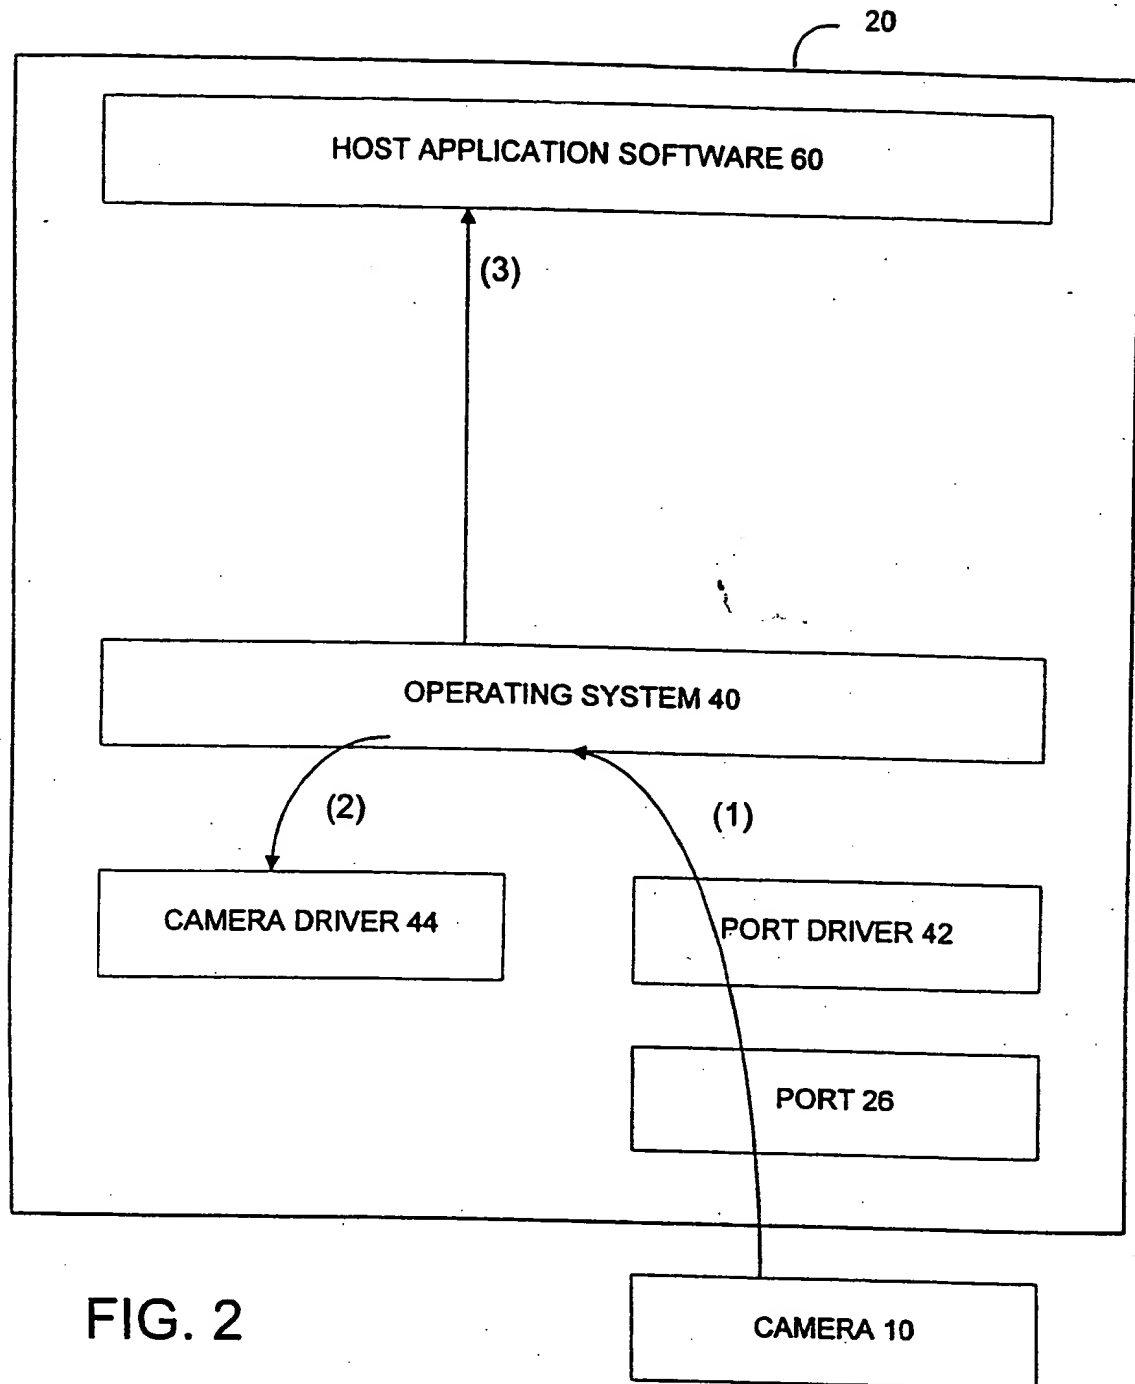 20
HOST APPLICATION SOFTWARE 60
(3)
OPERATING SYSTEM 40
(2)
(1)
CAMERA DRIVER 44
PORT DRIVER 42
PORT 26
FIG. 2
CAMERA 10